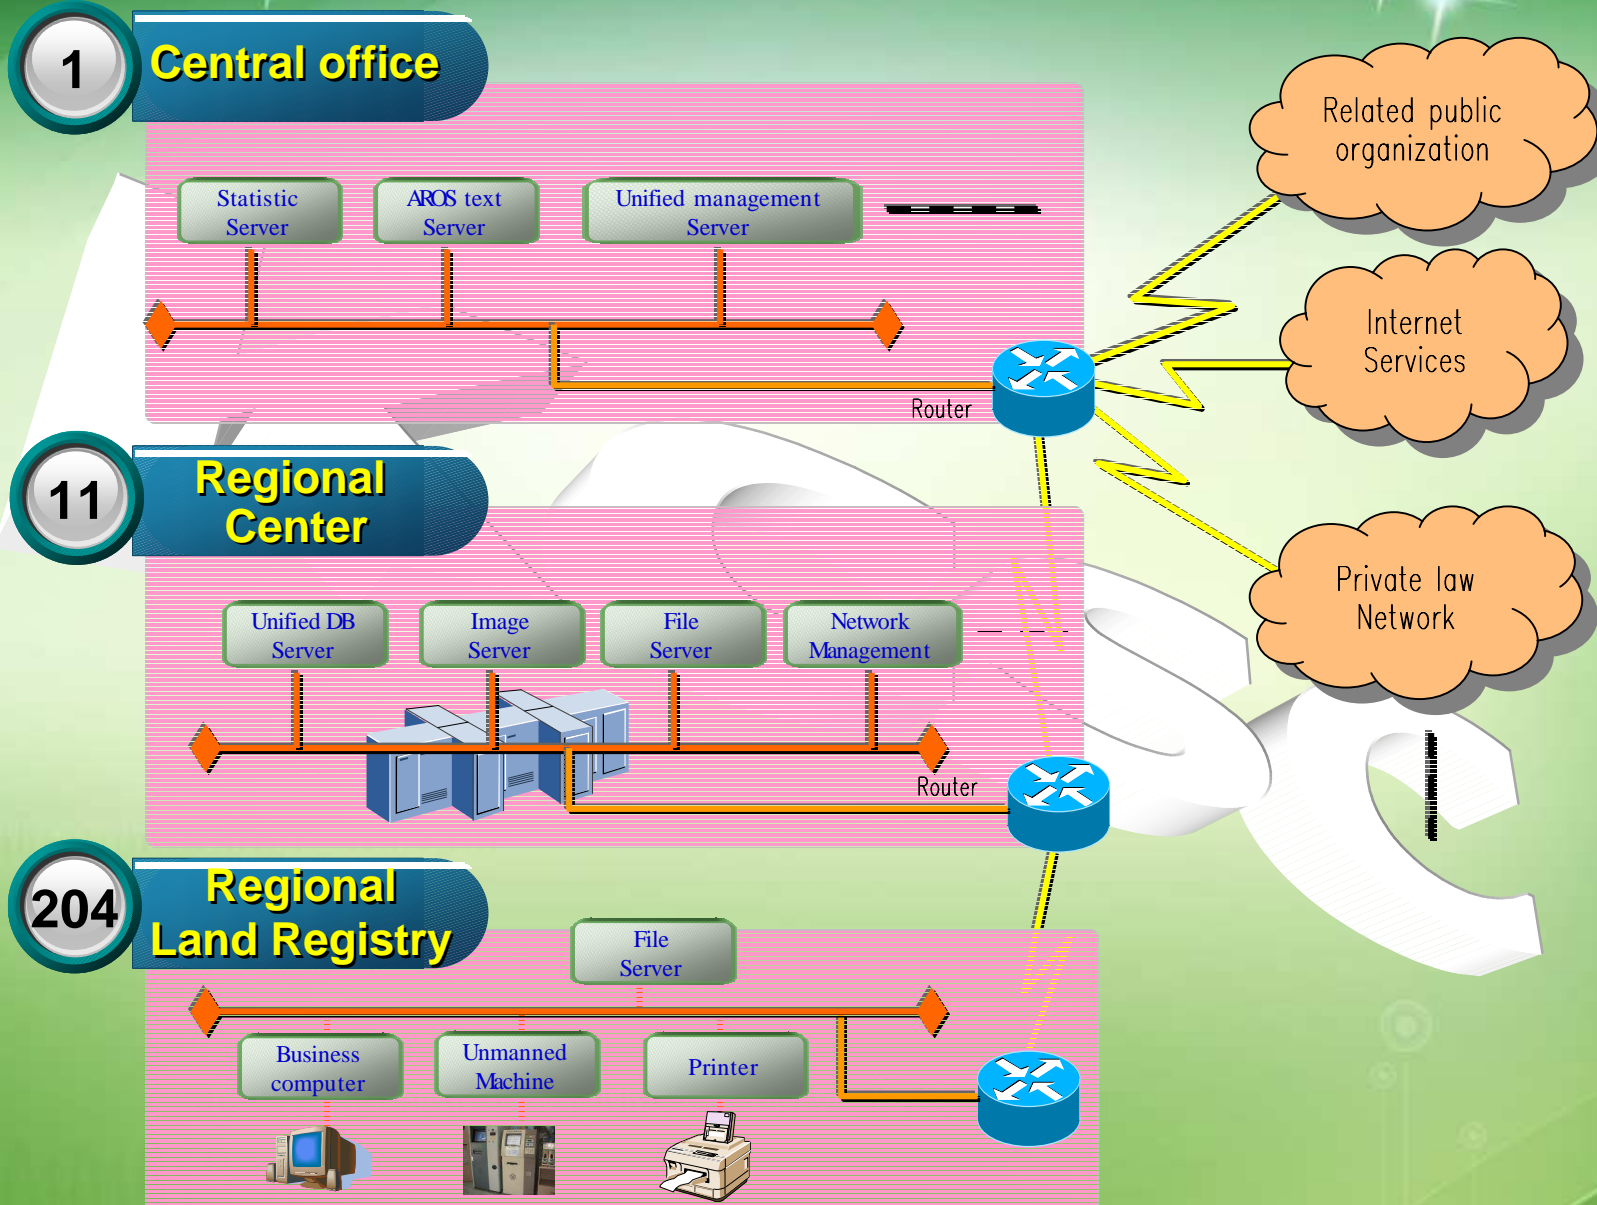 1
Central office
Related public
organization
Statistic
Server
AROS text
Server
Unified management
Server
Internet
Services
Router
11
Regional
Center
Private law
Network
Unified DB
Server
Image
Server
File
Server
Network
Management
Router
204
Regional
Land Registry
File
Server
Business
computer
Unmanned
Machine
Printer